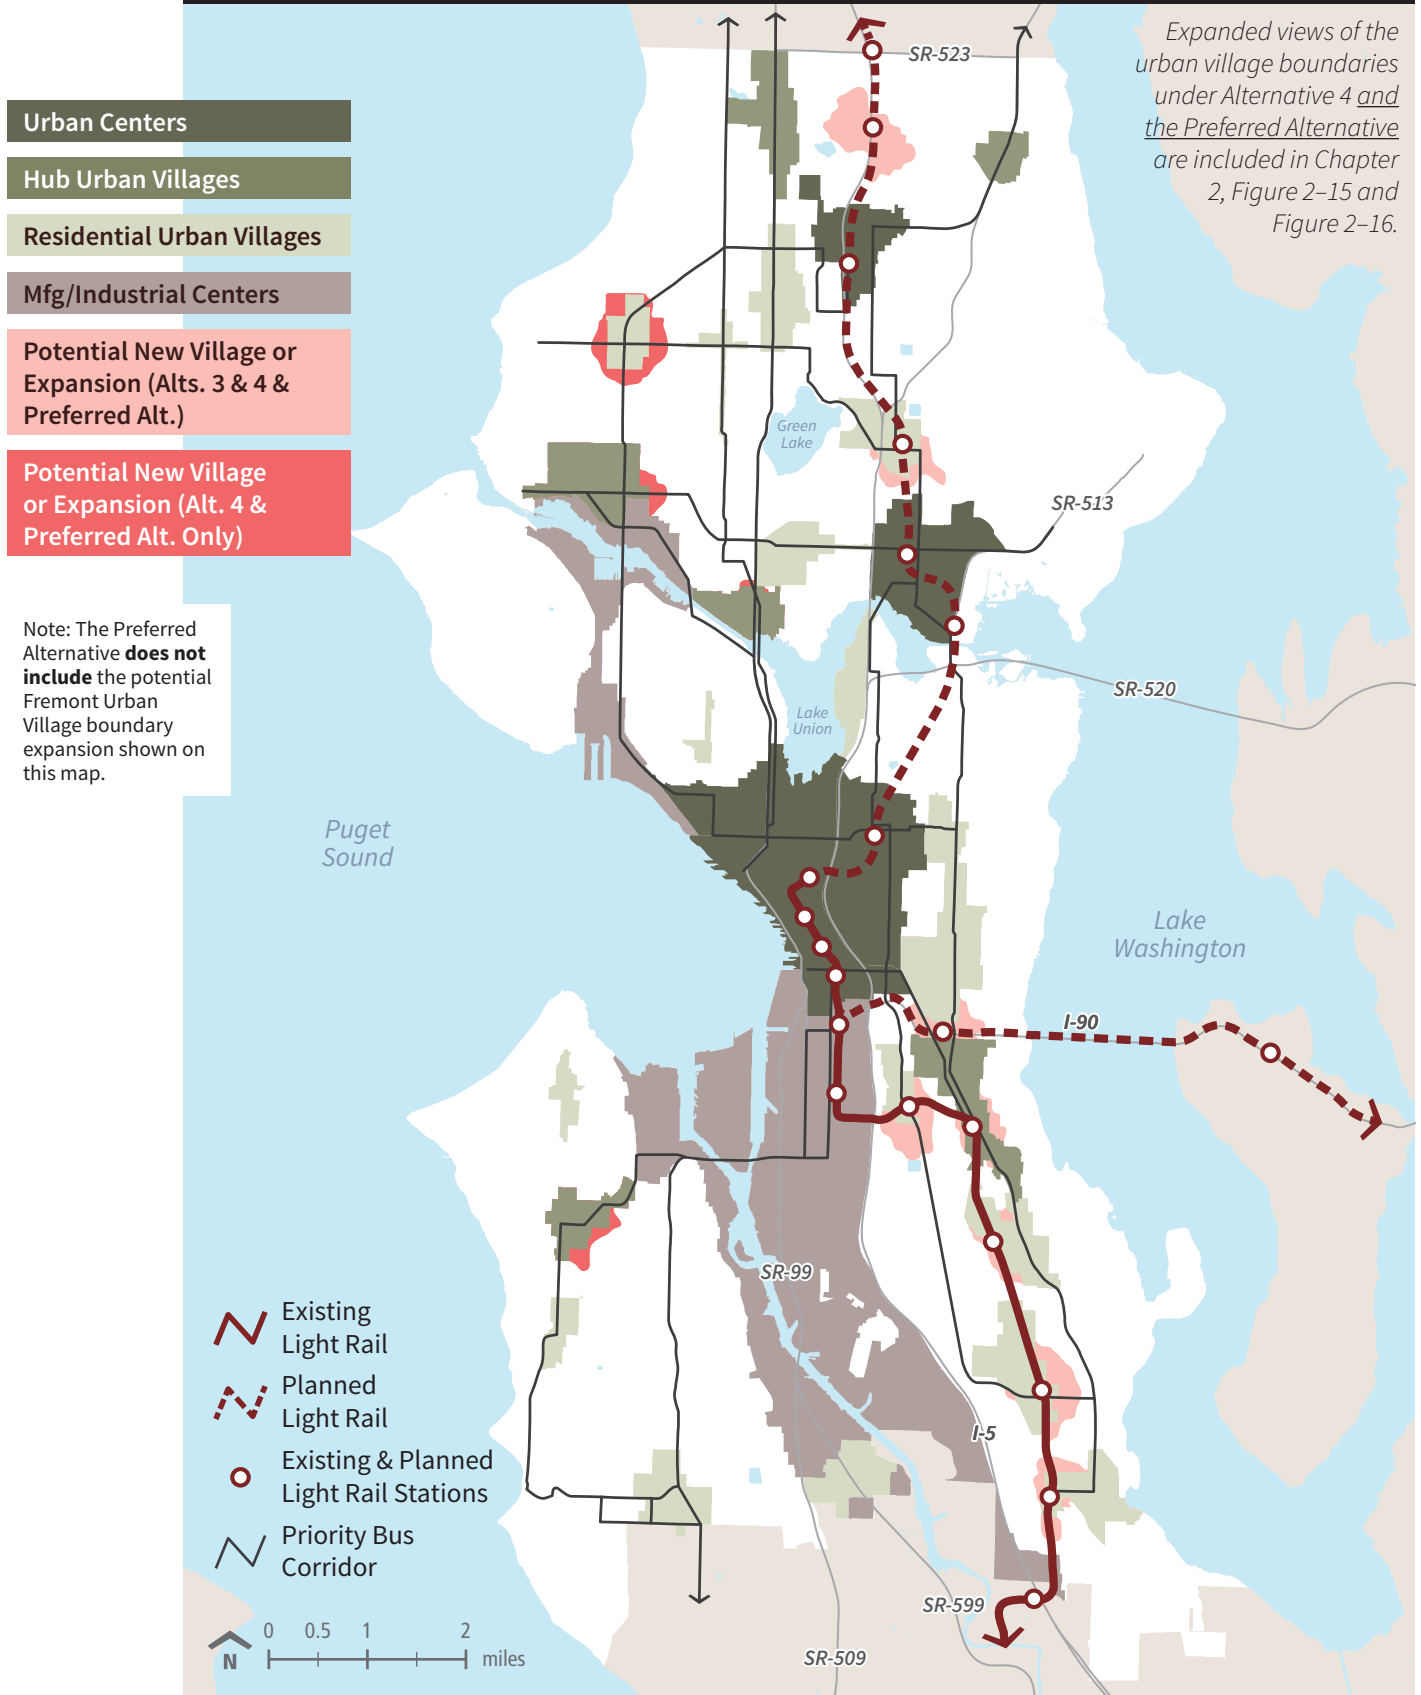 Expanded views of the
urban village boundaries
under Alternative 4 and
the Preferred Alternative
are included in Chapter
2, Figure 2–15 and
Figure 2–16.
Urban Centers
Hub Urban Villages
Residential Urban Villages
Mfg/Industrial Centers
Potential New Village or
Expansion (Alts. 3 & 4 &
Preferred Alt.)
Potential New Village
or Expansion (Alt. 4 &
Preferred Alt. Only)
Note: The Preferred
Alternative does not
include the potential
Fremont Urban
Village boundary
expansion shown on
this map.
SR-523
Green
Lake
SR-513
SR-520
Lake
Union
Puget
Sound
Lake
Washington
I-90
SR-99
I-5
SR-599
SR-509
Existing
Light Rail
Planned
Light Rail
Existing & Planned
Light Rail Stations
Priority Bus
Corridor
N
0 0.5 1 2
miles